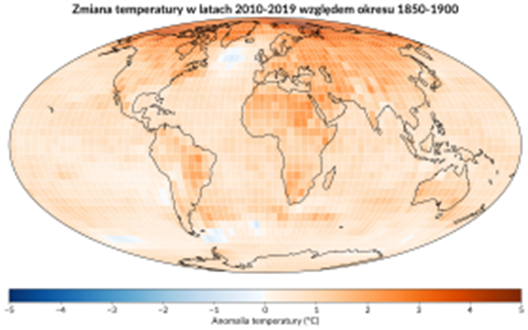 Zmiana temperatury w latach 2010-2019 względem okresu 1850-1900
-5 -4 -3 -2 -1 0 1 2 3 4 5
Anomalia temperatury (°C)